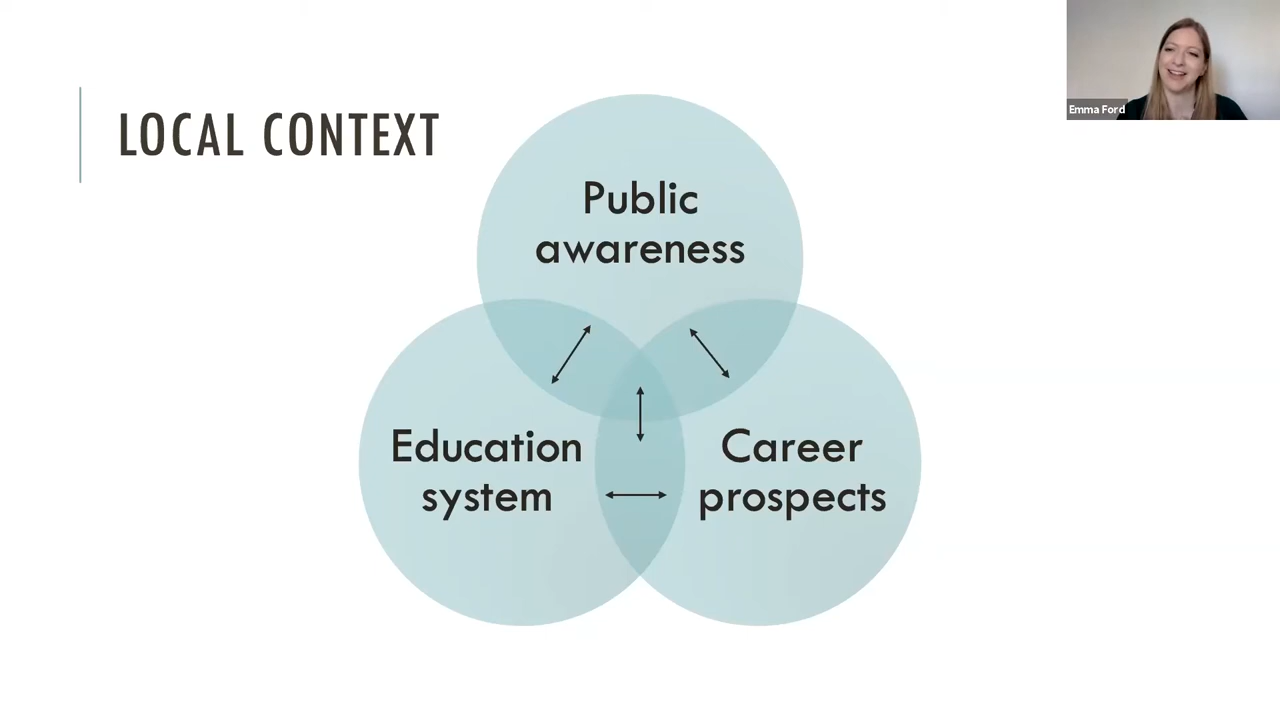 LOCAL CONTEXT
Emma Ford
Public
awareness
Education
system
Career
prospects